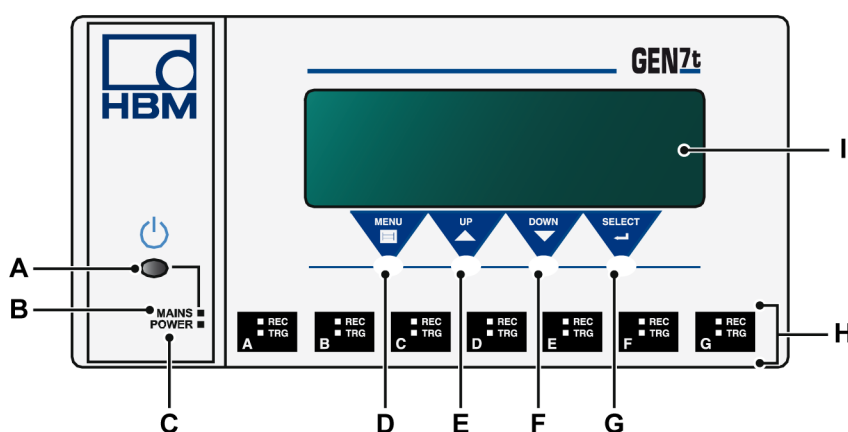 GEN7t
HBM
I
MENU UP DOWN SELECT
A
B MAINS
POWER
REC REC REC REC REC REC REC
TRG TRG TRG TRG TRG TRG TRG
A B C D E F G
H
C D E F G